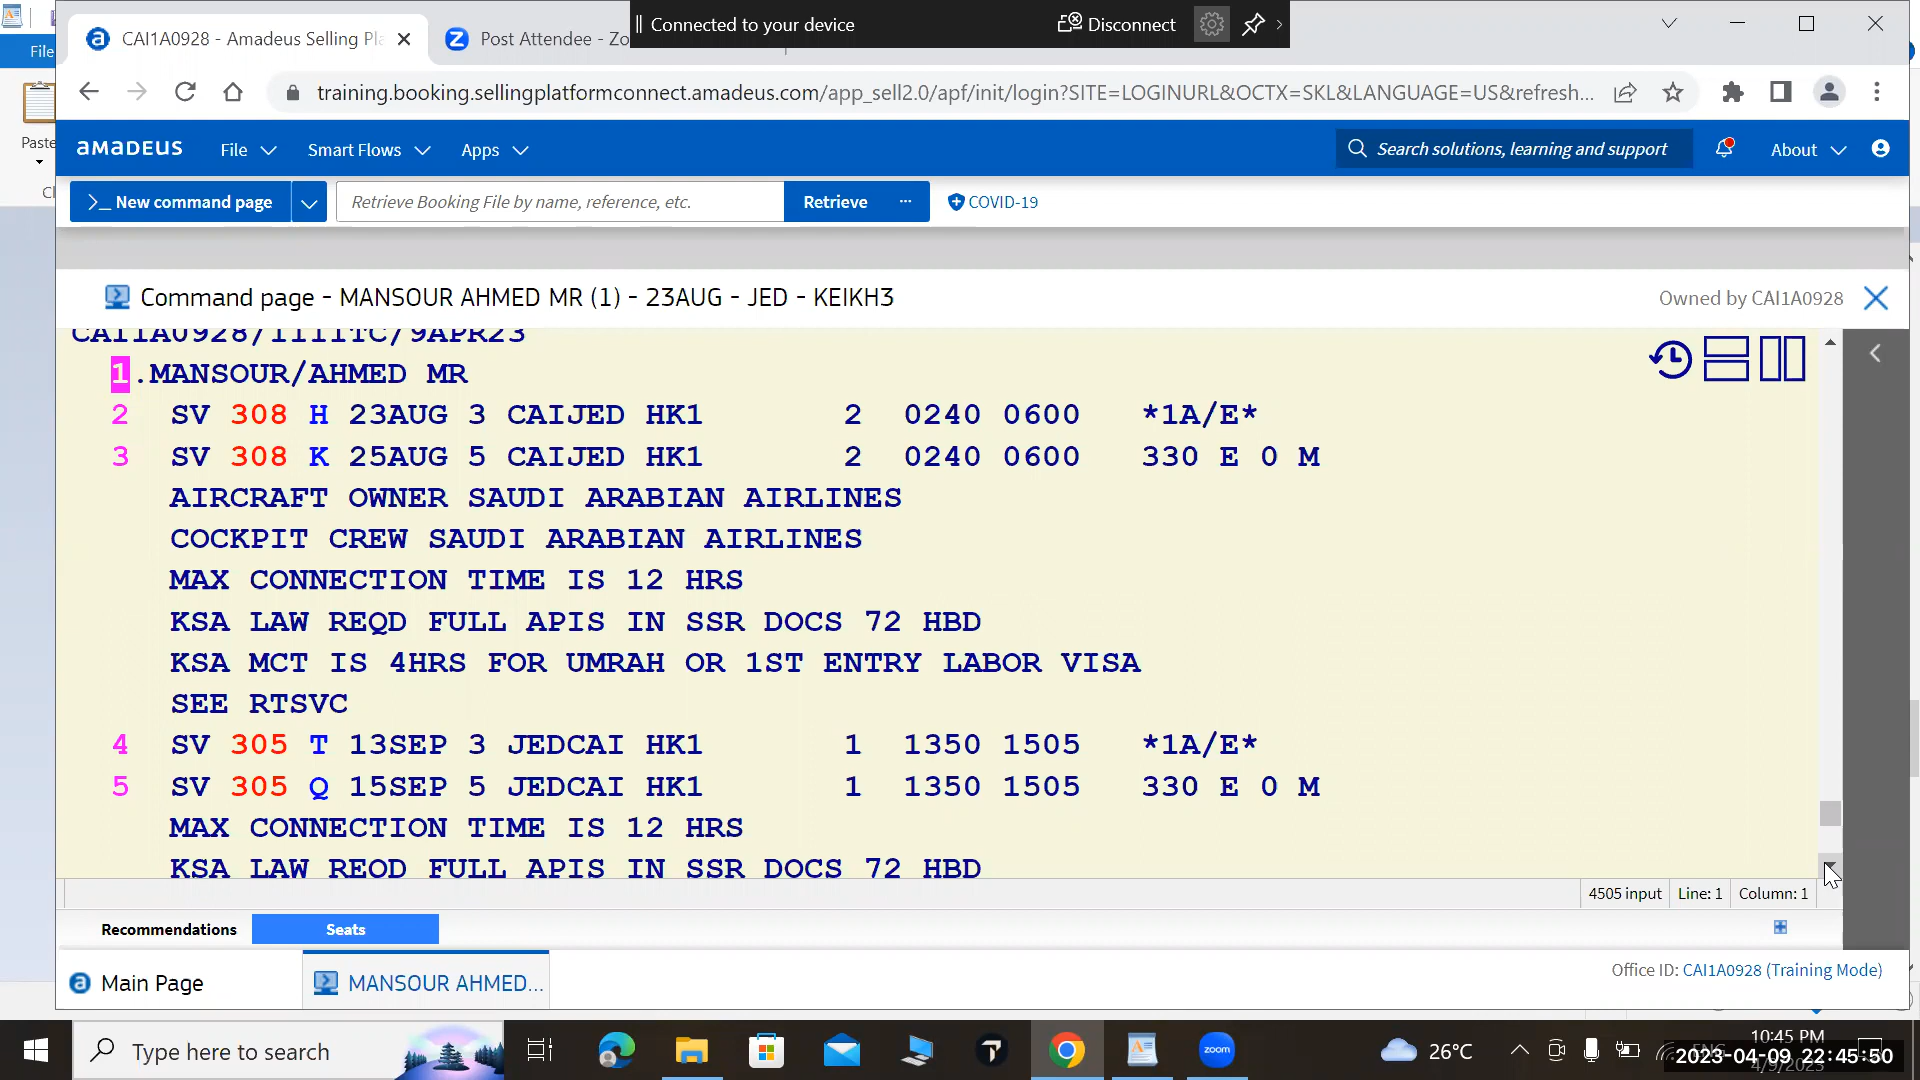 CAI1A0928 - Amadeus Selling Pla
Post Attendee - Zo
Connected to your device
Disconnect
File
Paste
Cl
training.booking.sellingplatformconnect.amadeus.com/app_sell2.0/apf/init/login?SITE=LOGINURL&OCTX=SKL&LANGUAGE=US&refresh...
amadeus
File
Smart Flows
Apps
Search solutions, learning and support
About
>_ New command page
Retrieve Booking File by name, reference, etc.
Retrieve
...
COVID-19
Command page - MANSOUR AHMED MR (1) - 23AUG - JED - KEIKH3
Owned by CAI1A0928
1.MANSOUR/AHMED MR
2 SV 308 H 23AUG 3 CAIJED HK1 2 0240 0600 *1A/E*
3 SV 308 K 25AUG 5 CAIJED HK1 2 0240 0600 330 E 0 M
AIRCRAFT OWNER SAUDI ARABIAN AIRLINES
COCKPIT CREW SAUDI ARABIAN AIRLINES
MAX CONNECTION TIME IS 12 HRS
KSA LAW REQD FULL APIS IN SSR DOCS 72 HBD
KSA MCT IS 4HRS FOR UMRAH OR 1ST ENTRY LABOR VISA
SEE RTSVC
4 SV 305 T 13SEP 3 JEDCAI HK1 1 1350 1505 *1A/E*
5 SV 305 Q 15SEP 5 JEDCAI HK1 1 1350 1505 330 E 0 M
MAX CONNECTION TIME IS 12 HRS
KSA LAW REQD FULL APIS IN SSR DOCS 72 HBD
4505 input
Line: 1
Column: 1
Recommendations
Seats
Main Page
MANSOUR AHMED...
Office ID: CAI1A0928 (Training Mode)
Type here to search
zoom
26°C
10:45 PM
2023-04-09 22:45:50
4/9/2023